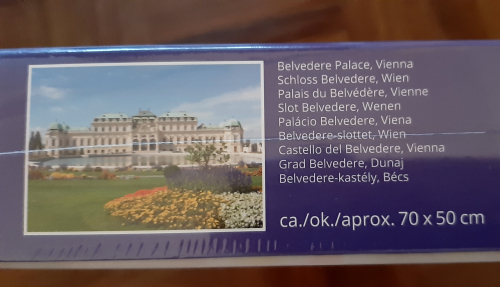 Belvedere Palace, Vienna
Schloss Belvedere, Wien
Palais du Belvédère, Vienne
Slot Belvedere, Wenen
Palácio Belvedere, Viena
Belvedere-slottet, Wien
Castello del Belvedere, Vienna
Grad Belvedere, Dunaj
Belvedere-kastély, Bécs
ca./ok./aprox. 70 x 50 cm